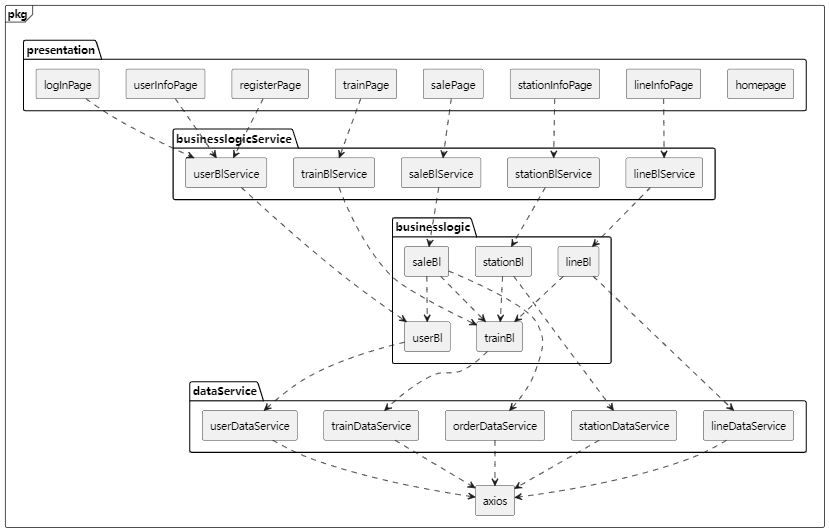 pkg
presentation
logInPage userInfoPage registerPage trainPage salePage stationInfoPage lineInfoPage homepage
businesslogicService
userBlService trainBlService saleBlService stationBlService lineBlService
businesslogic
saleBl stationBl lineBl
userBl trainBl
dataService
userDataService trainDataService orderDataService stationDataService lineDataService
axios